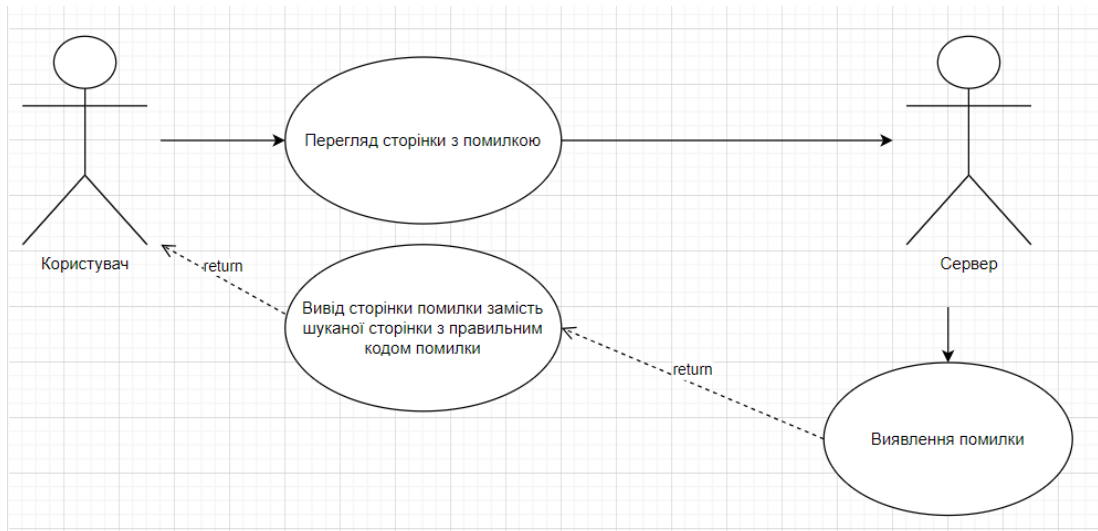 Перегляд сторінки з помилкою
Користувач
Сервер
return
Вивід сторінки помилки замість
шуканої сторінки з правильним
кодом помилки
return
Виявлення помилки